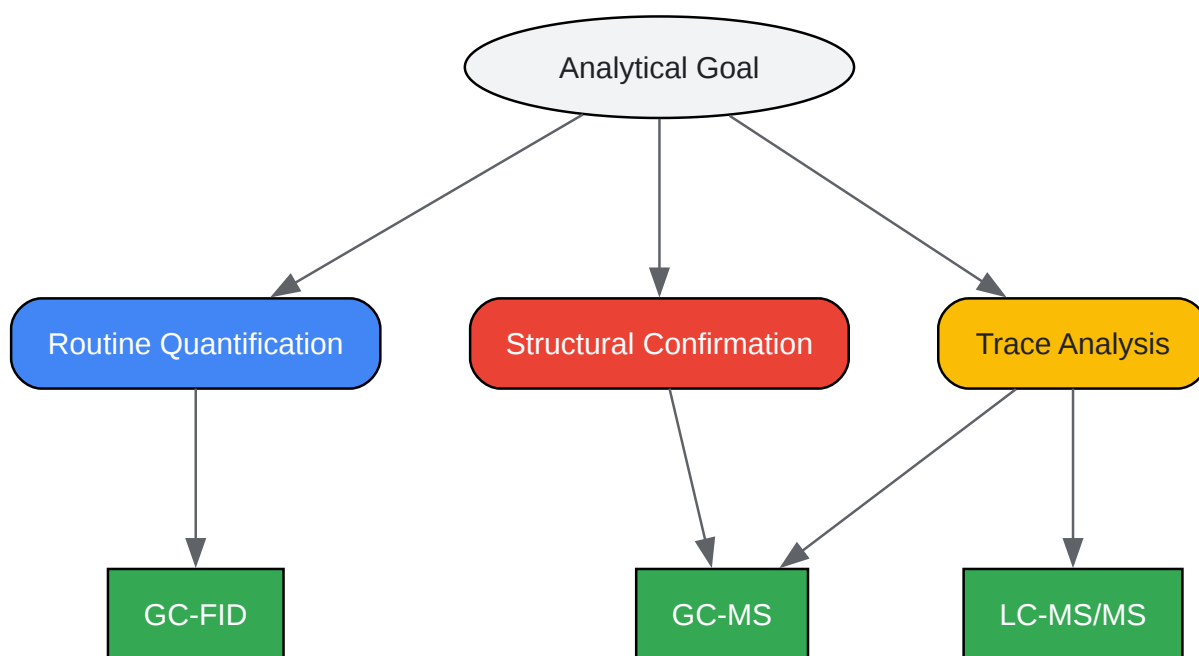 Analytical Goal
Routine Quantification
Structural Confirmation
Trace Analysis
GC-FID
GC-MS
LC-MS/MS